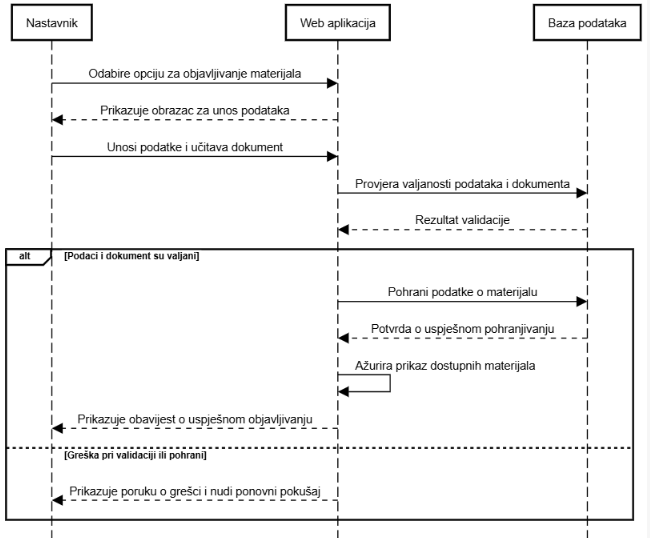 Nastavnik
Web aplikacija
Baza podataka
Odabire opciju za objavljivanje materijala
Prikazuje obrazac za unos podataka
Unosi podatke i učitava dokument
Provjera valjanosti podataka i dokumenta
Rezultat validacije
alt
[Podaci i dokument su valjani]
Pohrani podatke o materijalu
Potvrda o uspješnom pohranjivanju
Ažurira prikaz dostupnih materijala
Prikazuje obavijest o uspješnom objavljivanju
[Greška pri validaciji ili pohrani]
Prikazuje poruku o grešci i nudi ponovni pokušaj